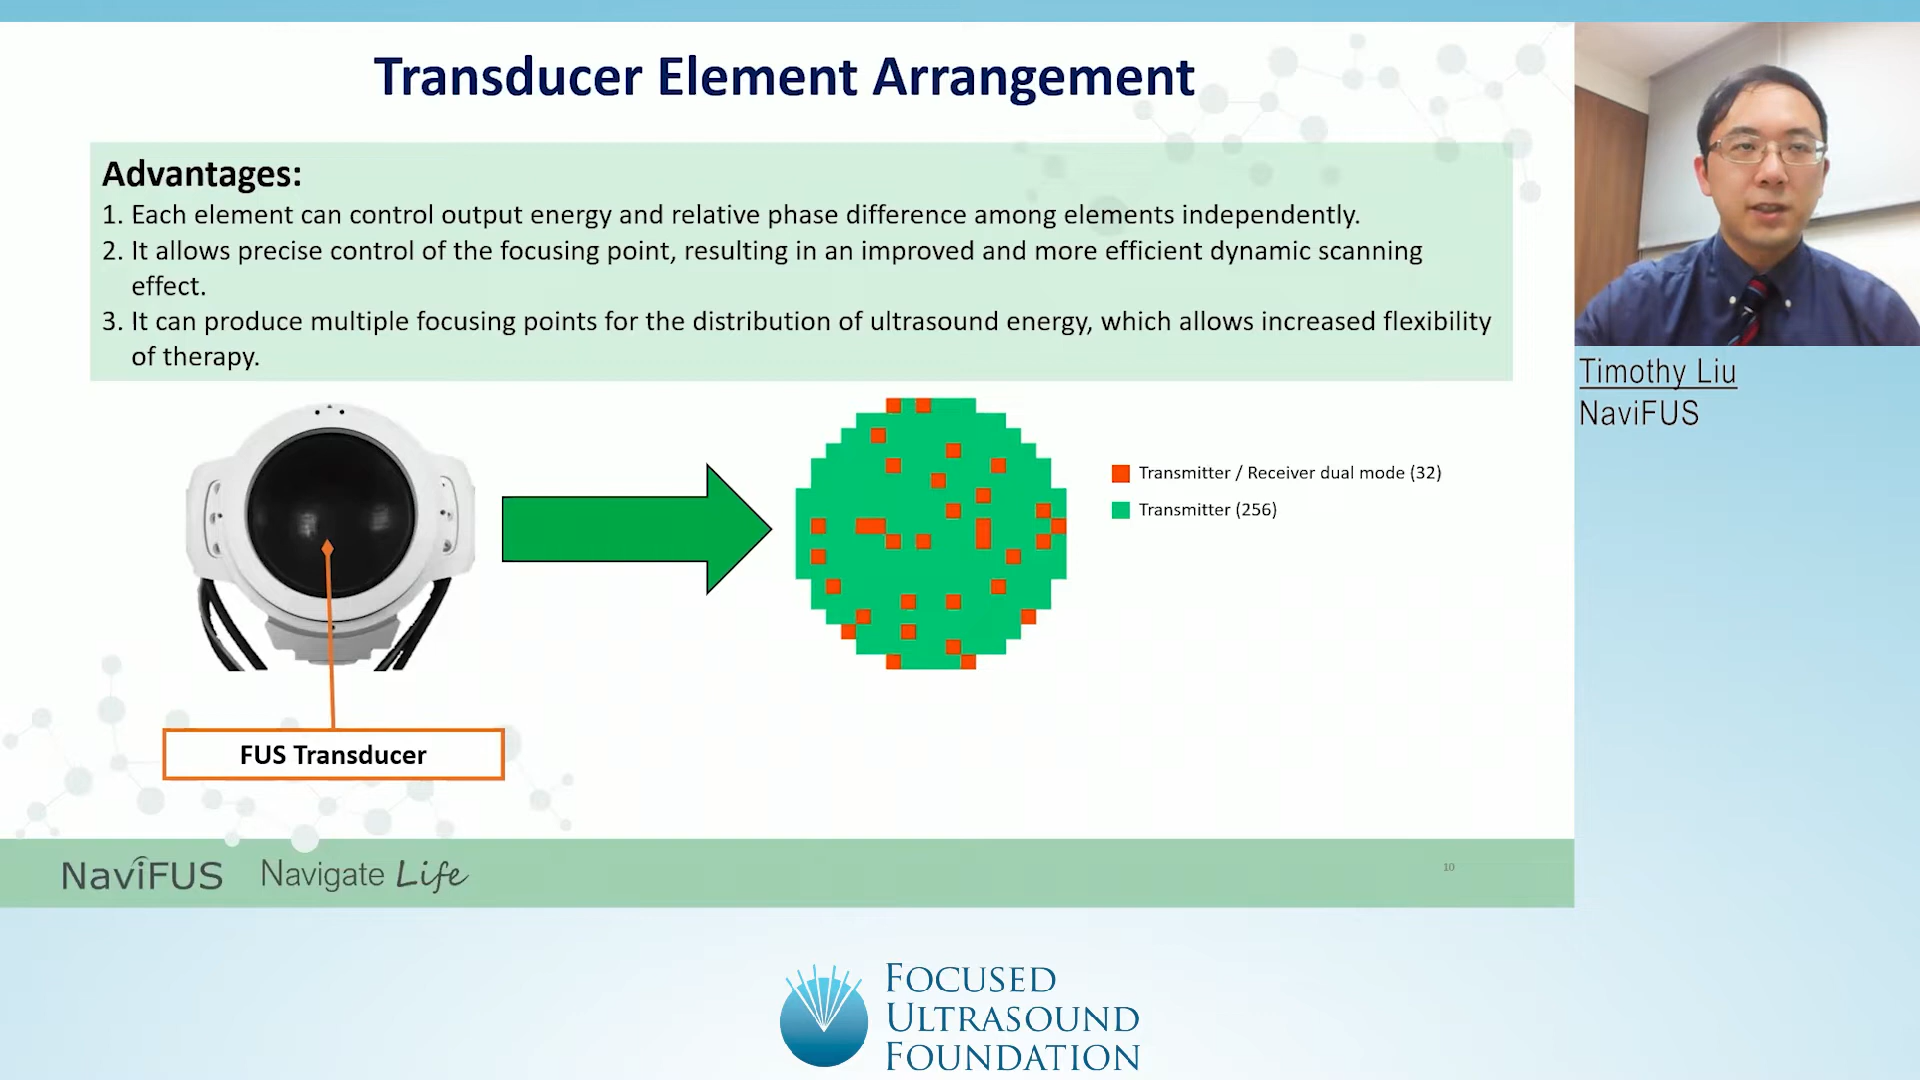 Transducer Element Arrangement
Advantages:
1. Each element can control output energy and relative phase difference among elements independently.
2. It allows precise control of the focusing point, resulting in an improved and more efficient dynamic scanning
effect.
3. It can produce multiple focusing points for the distribution of ultrasound energy, which allows increased flexibility
of therapy.
Transmitter / Receiver dual mode (32)
Transmitter (256)
FUS Transducer
NaviFUS Navigate Life
10
Timothy Liu
NaviFUS
FOCUSED
ULTRASOUND
FOUNDATION